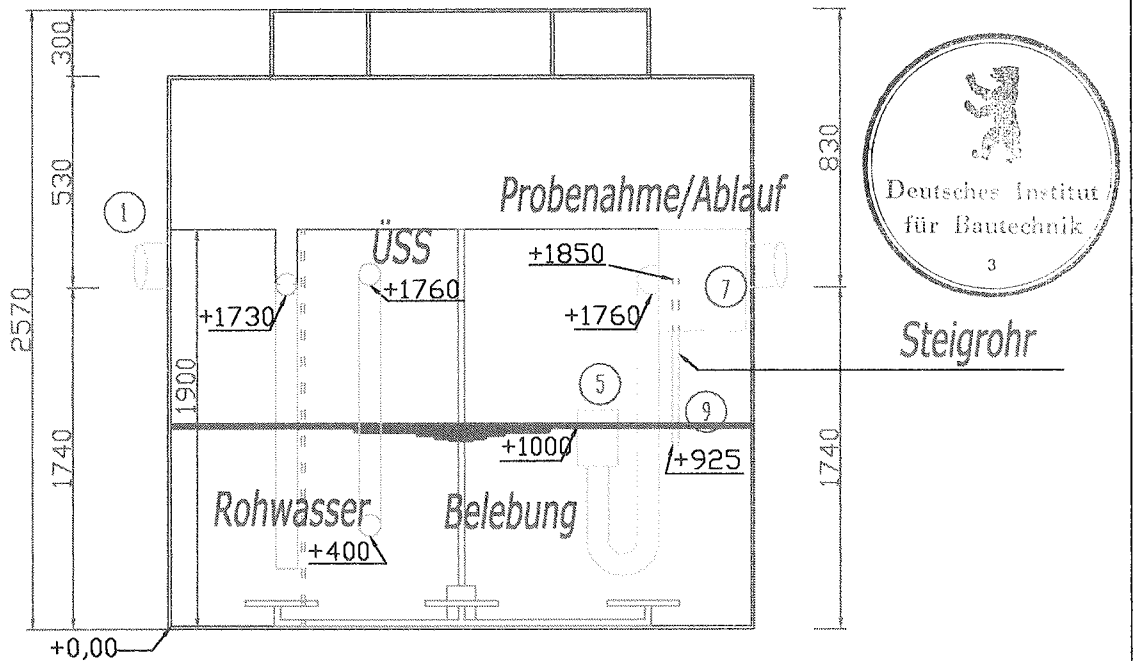 300
530
1740
2570
1
ÜSS
+1760
+1730
1900
Probenahme/Ablauf
+1850
+1760
7
5
9
+1000
+925
Rohwasser
Belebung
+400
+0,00
830
1740
Deutsches Institut
für Bautechnik
3
Steigrohr